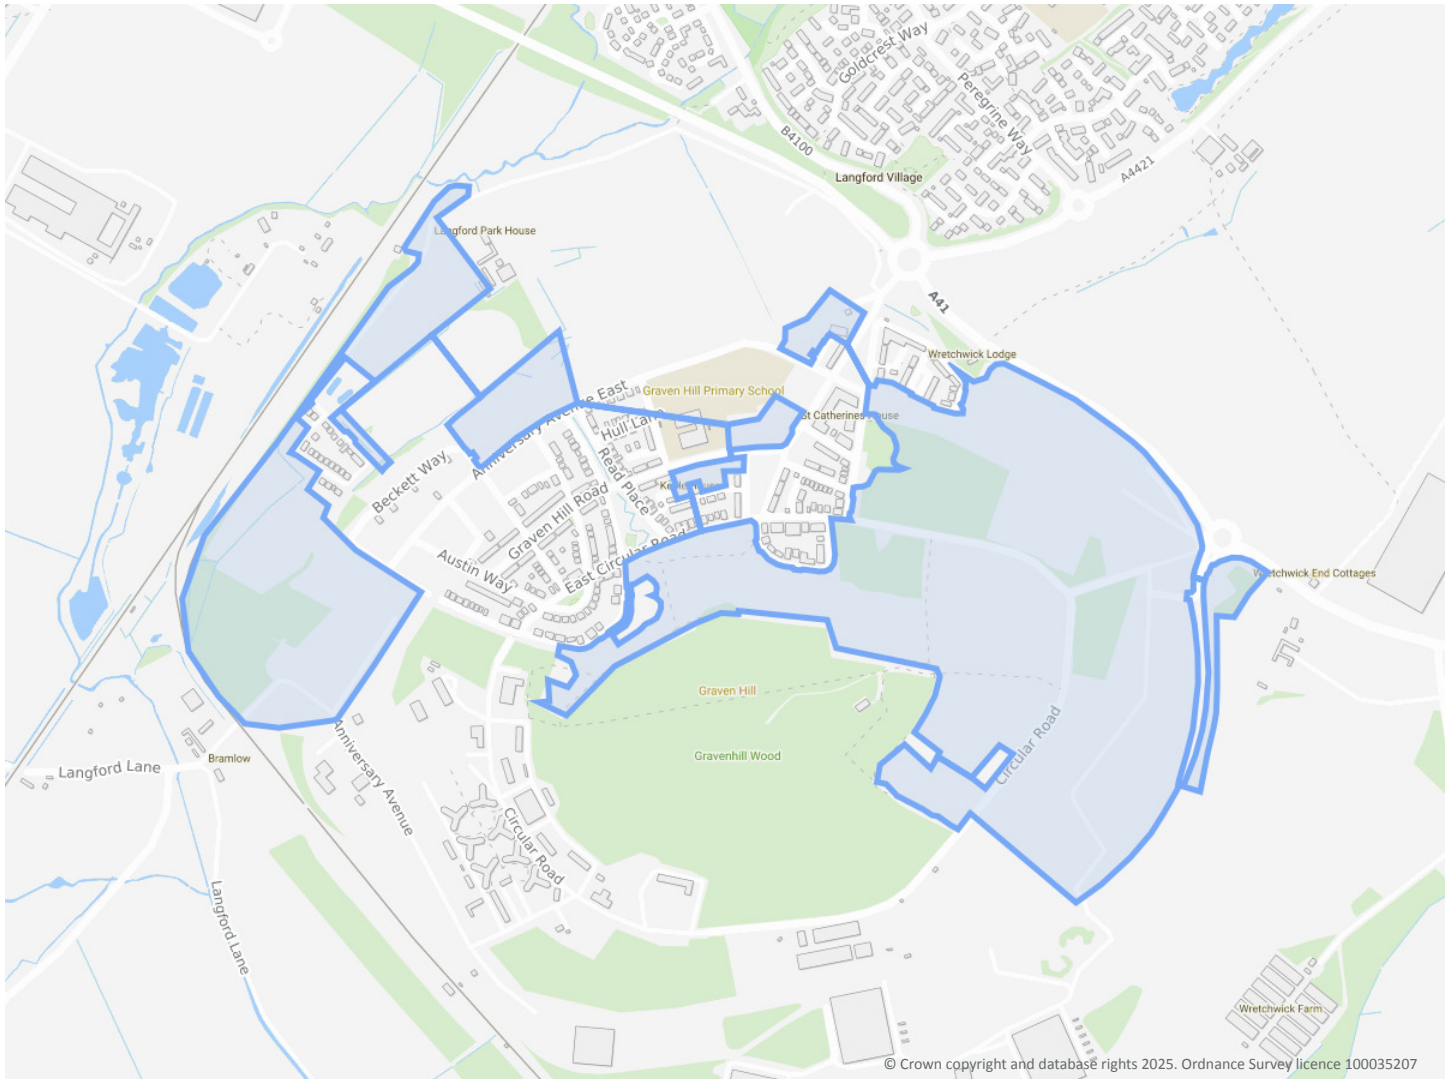 Goldcrest Way
Peregrine Way
B4100
Langford Village
A4421
Langford Park House
A41
Wretchwick Lodge
Graven Hill Primary School
Anniversary Avenue East
Hull Lane
St Catherines House
Beckett Way
Read Place
Graven Hill Road
Austin Way
East Circular Road
Wretchwick End Cottages
Graven Hill
Gravenhill Wood
Circular Road
Bramlow
Langford Lane
Anniversary Avenue
Circular Road
Langford Lane
Wretchwick Farm
© Crown copyright and database rights 2025. Ordnance Survey licence 100035207